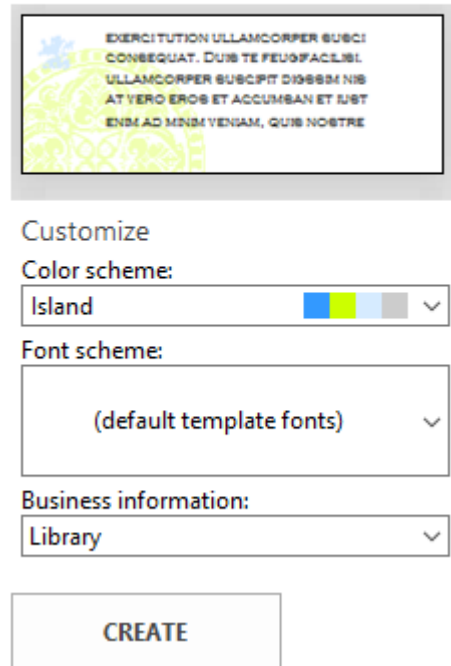 EXERCI TUTION ULLAMCORPER SUSCI
CONSEQUAT. DUIS TE FEUGIFACILISI.
ULLAMCORPER SUSCIPIT DIGSSIM NIS
AT VERO EROS ET ACCUMSAN ET IUST
ENIM AD MINIM VENIAM, QUIS NOSTRE
Customize
Color scheme:
Island
Font scheme:
(default template fonts)
Business information:
Library
CREATE